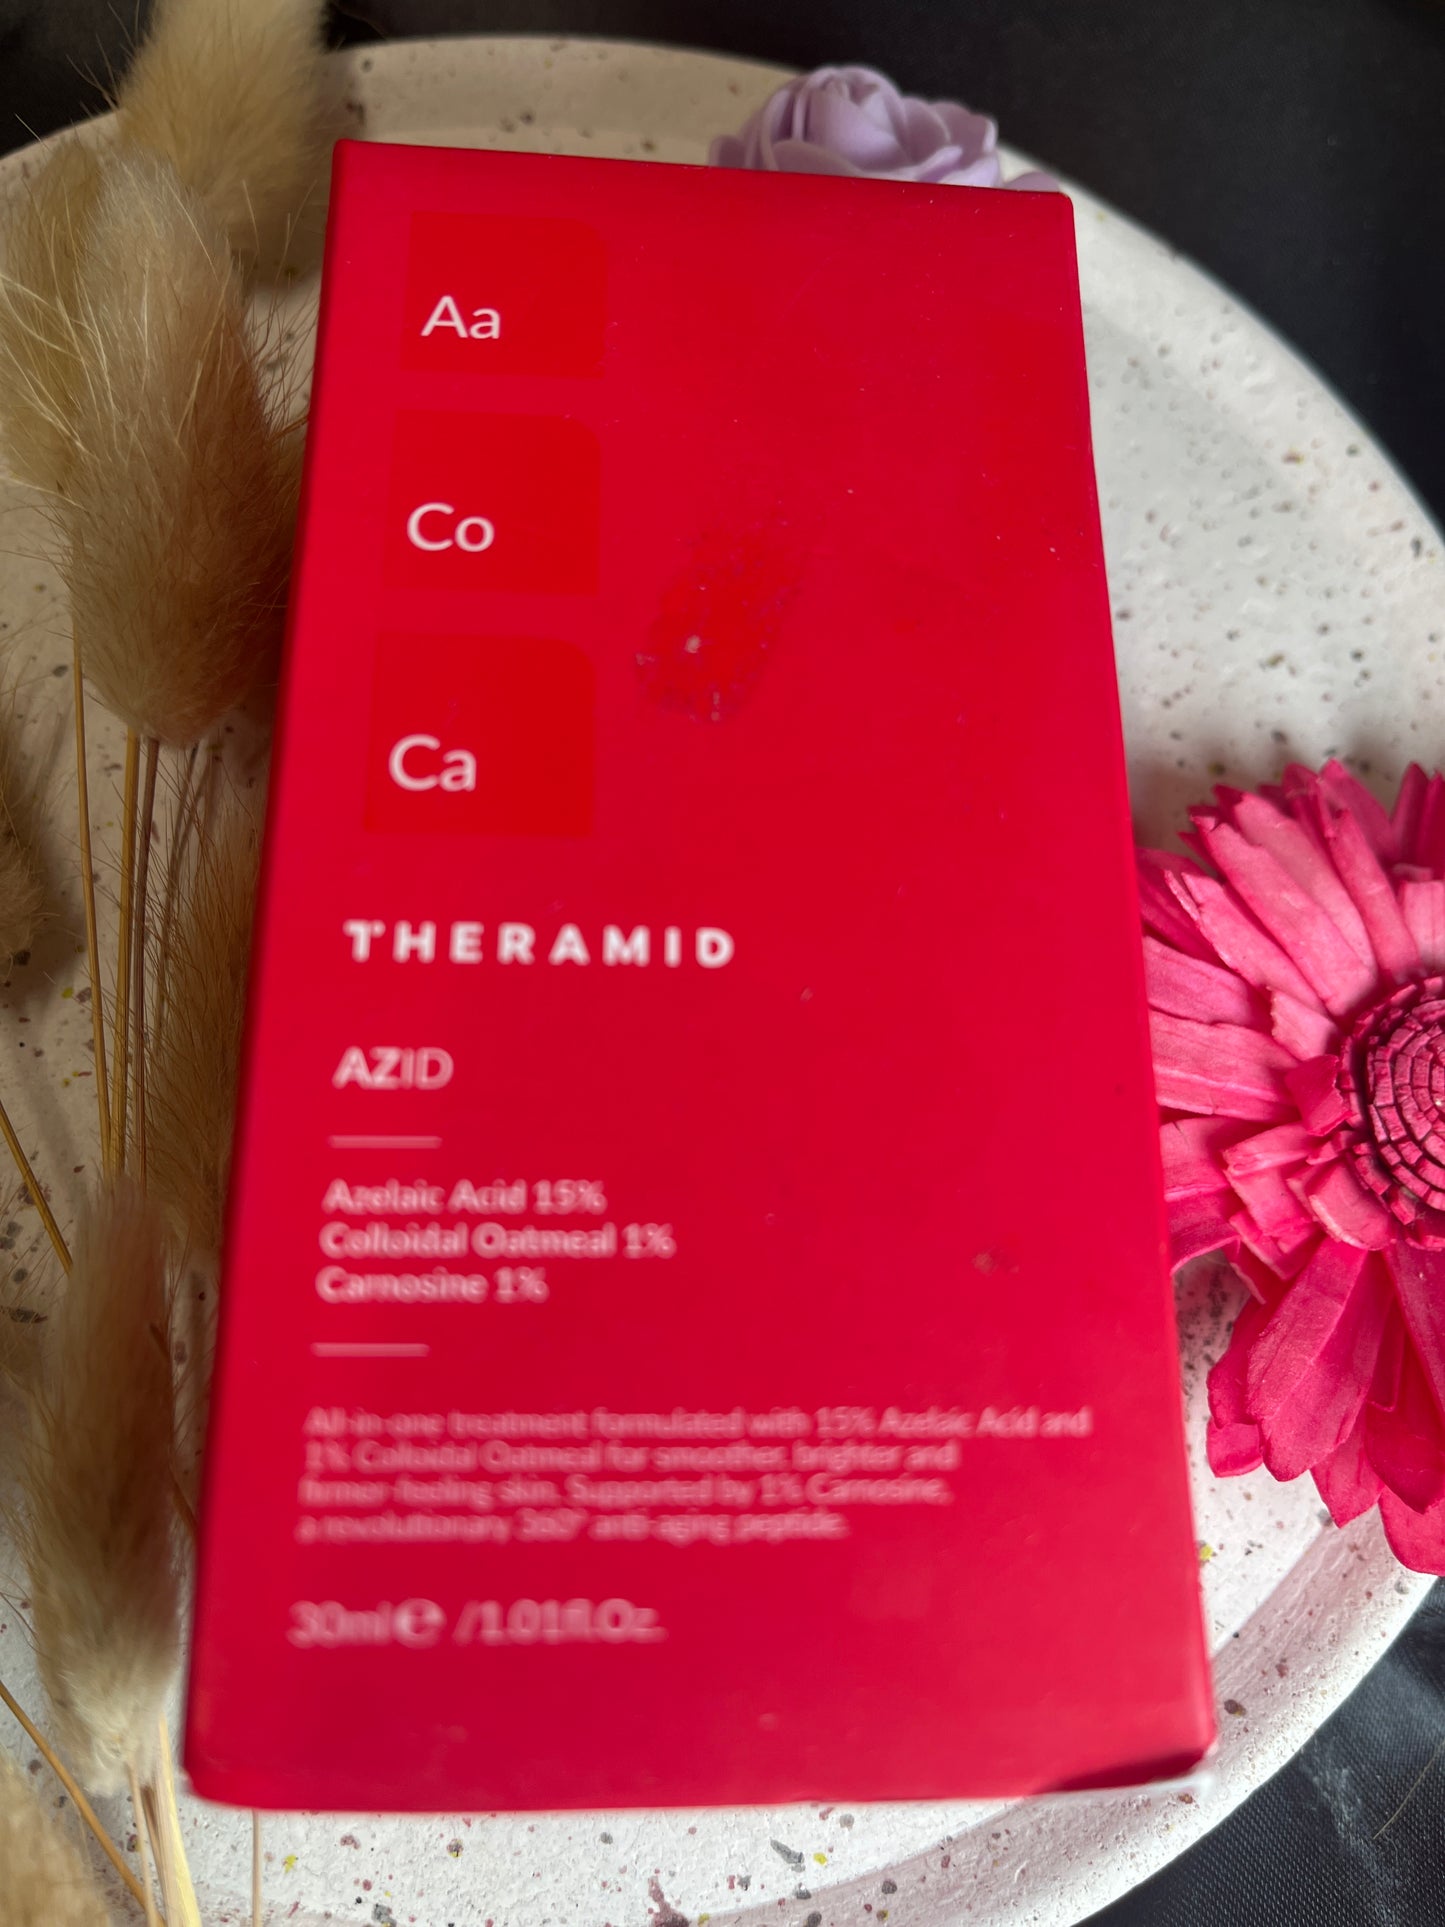 Aa
Co
Ca
THERAMID
AZID
Azelaic Acid 15%
Colloidal Oatmeal 1%
Carnosine 1%
All-in-one treatment formulated with 15% Azelaic Acid and
1% Colloidal Oatmeal for smoother, brighter and
firmer-feeling skin. Supported by 1% Carnosine,
a revolutionary 360° anti-aging peptide.
30ml ℮ /1.01fl.Oz.